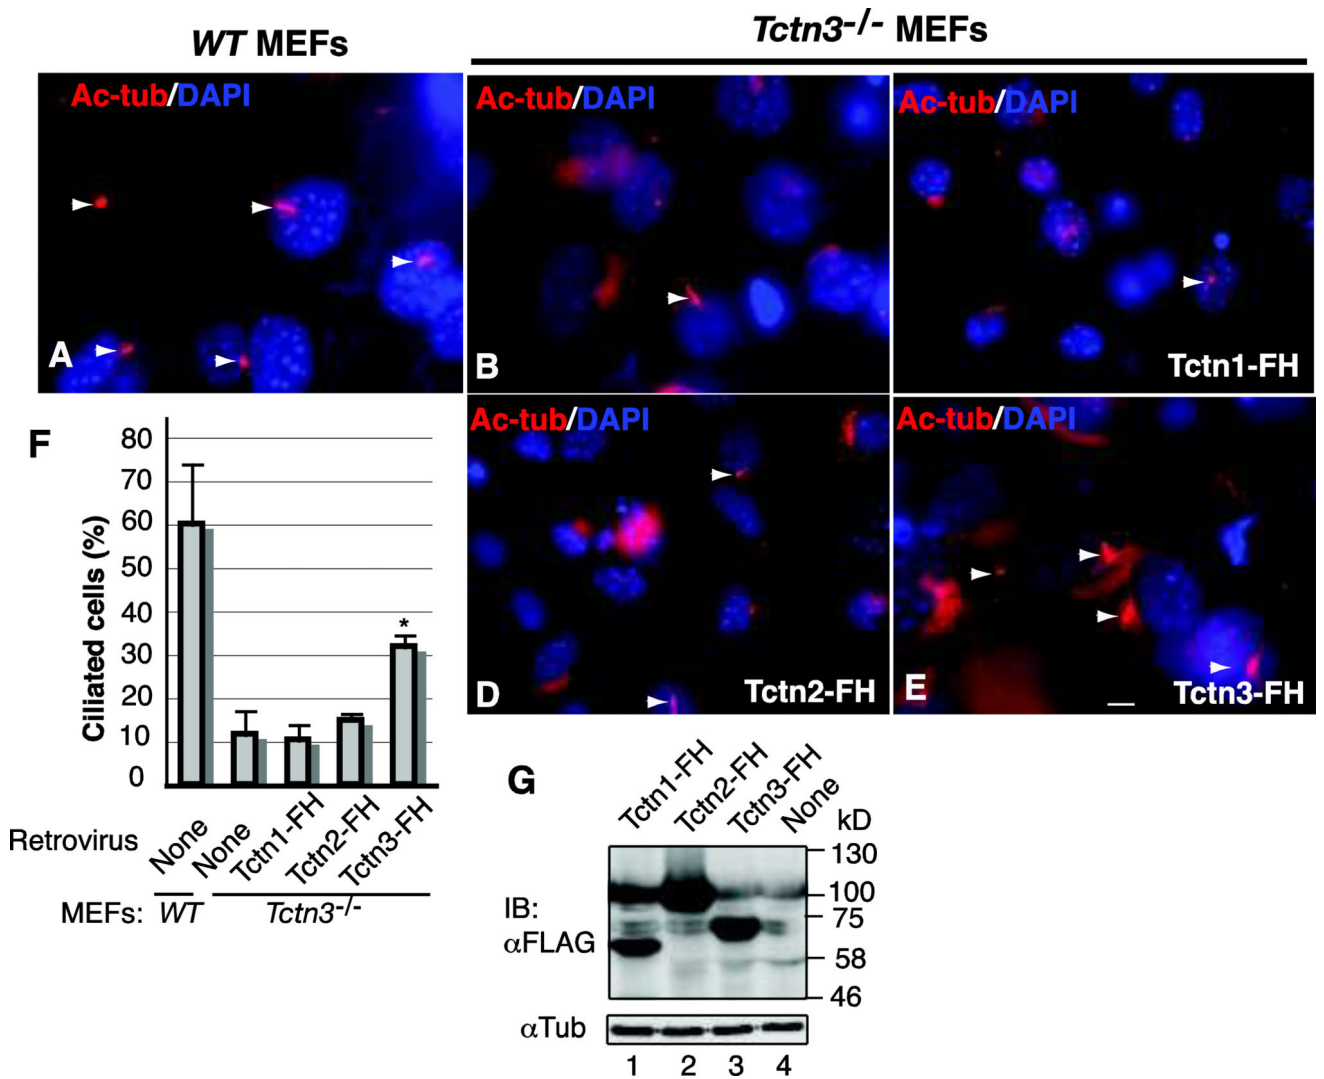 WT MEFs
Tctn3-/- MEFs
Ac-tub/DAPI
A
Ac-tub/DAPI
B
Ac-tub/DAPI
Tctn1-FH
Ac-tub/DAPI
D
Tctn2-FH
Ac-tub/DAPI
E
Tctn3-FH
F
Ciliated cells (%)
80
70
60
50
40
30
20
10
0
*
Retrovirus
None
None
Tctn1-FH
Tctn2-FH
Tctn3-FH
MEFs:
WT
Tctn3-/-
G
Tctn1-FH
Tctn2-FH
Tctn3-FH
None
kD
130
100
75
58
46
IB:
αFLAG
αTub
1 2 3 4